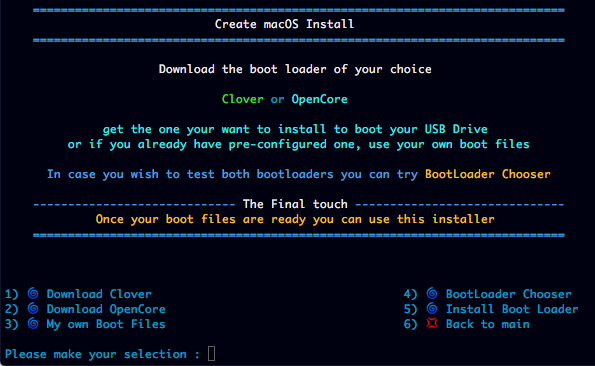 Create macOS Install
Download the boot loader of your choice
Clover or OpenCore
get the one your want to install to boot your USB Drive
or if you already have pre-configured one, use your own boot files
In case you wish to test both bootloaders you can try BootLoader Chooser
---------------------------- The Final touch ------------------------------
Once your boot files are ready you can use this installer
1) 🌀 Download Clover
2) 🌀 Download OpenCore
3) 🌀 My own Boot Files
4) 🌀 BootLoader Chooser
5) 🌀 Install Boot Loader
6) 💢 Back to main
Please make your selection :